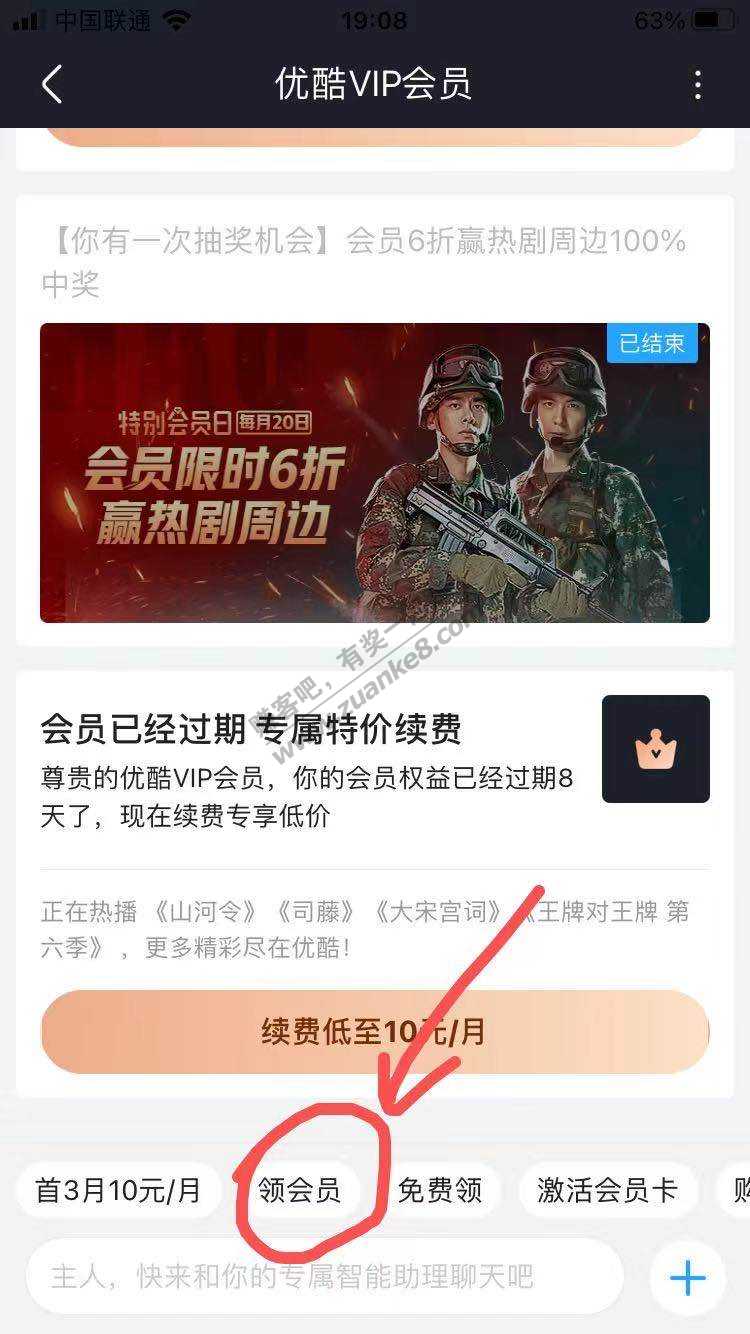 中国联通
19:08
63%
优酷VIP会员
【你有一次抽奖机会】会员6折赢热剧周边100%
中奖
已结束
特别会员日 每月20日
会员限时6折
赢热剧周边
赚客吧，有奖一起赚
www.zuanke8.com
会员已经过期 专属特价续费
尊贵的优酷VIP会员，你的会员权益已经过期8
天了，现在续费专享低价
正在热播 《山河令》《司藤》《大宋宫词》《王牌对王牌 第
六季》 ，更多精彩尽在优酷！
续费低至10元/月
首3月10元/月
领会员
免费领
激活会员卡
购
主人，快来和你的专属智能助理聊天吧